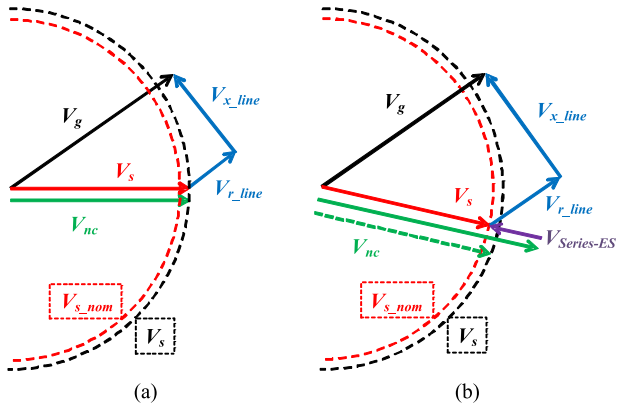 V_g
V_x_line
V_s
V_r_line
V_nc
V_s_nom
V_s
(a)
V_g
V_x_line
V_s
V_r_line
V_nc
V_Series-ES
V_s_nom
V_s
(b)